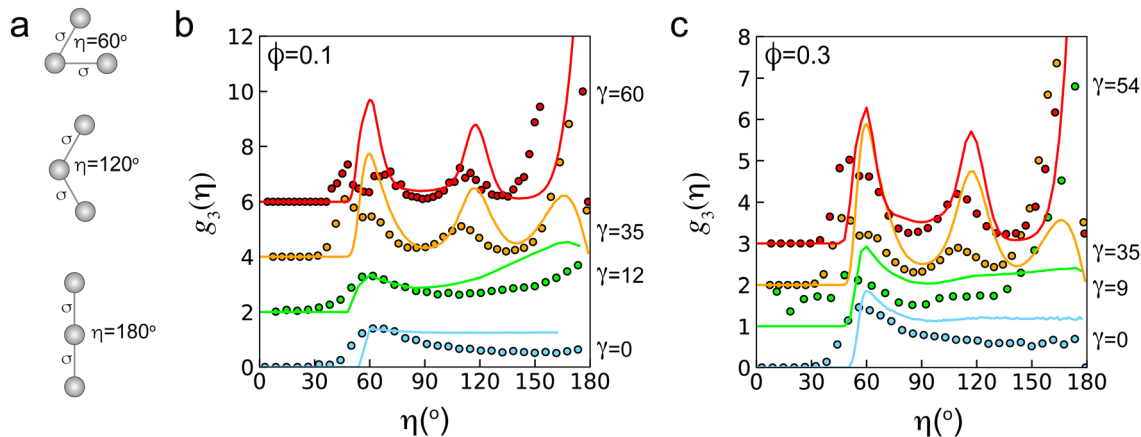 a
σ
η=60°
σ
σ
η=120°
σ
σ
η=180°
σ
b
ϕ=0.1
g₃(η)
12
10
8
6
4
2
0
0 30 60 90 120 150 180
η(°)
γ=60
γ=35
γ=12
γ=0
c
ϕ=0.3
g₃(η)
8
7
6
5
4
3
2
1
0
0 30 60 90 120 150 180
η(°)
γ=54
γ=35
γ=9
γ=0